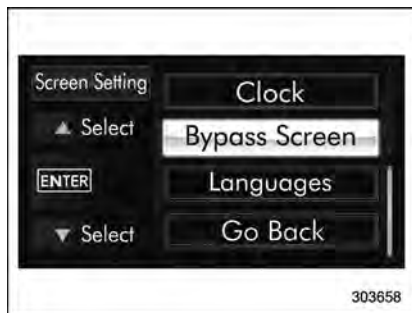 Screen Setting
Clock
▲ Select
Bypass Screen
ENTER
Languages
▼ Select
Go Back
303658